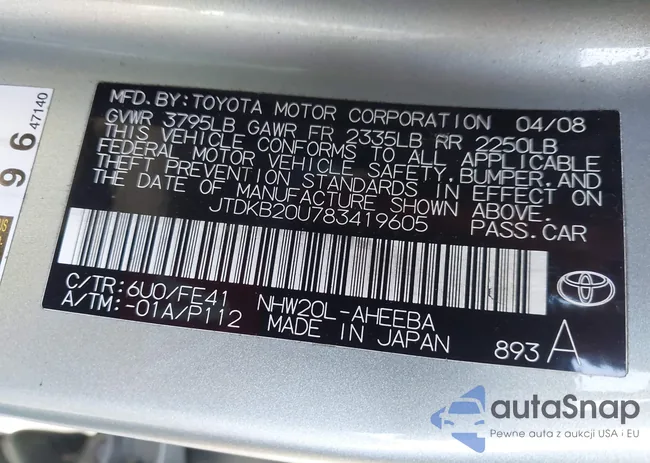 MFD.BY:TOYOTA MOTOR CORPORATION 04/08
GVWR 3795LB GAWR FR 2335LB RR 2250LB
THIS VEHICLE CONFORMS TO ALL APPLICABLE
FEDERAL MOTOR VEHICLE SAFETY,BUMPER,AND
THEFT PREVENTION STANDARDS IN EFFECT ON
THE DATE OF MANUFACTURE SHOWN ABOVE.
JTDKB20U783419605 PASS.CAR
C/TR:6U0/FE41 NHW20L-AHEEBA
A/TM:-01A/P112 MADE IN JAPAN
893 A
96
47140
autaSnap
Pewne auta z aukcji USA i EU